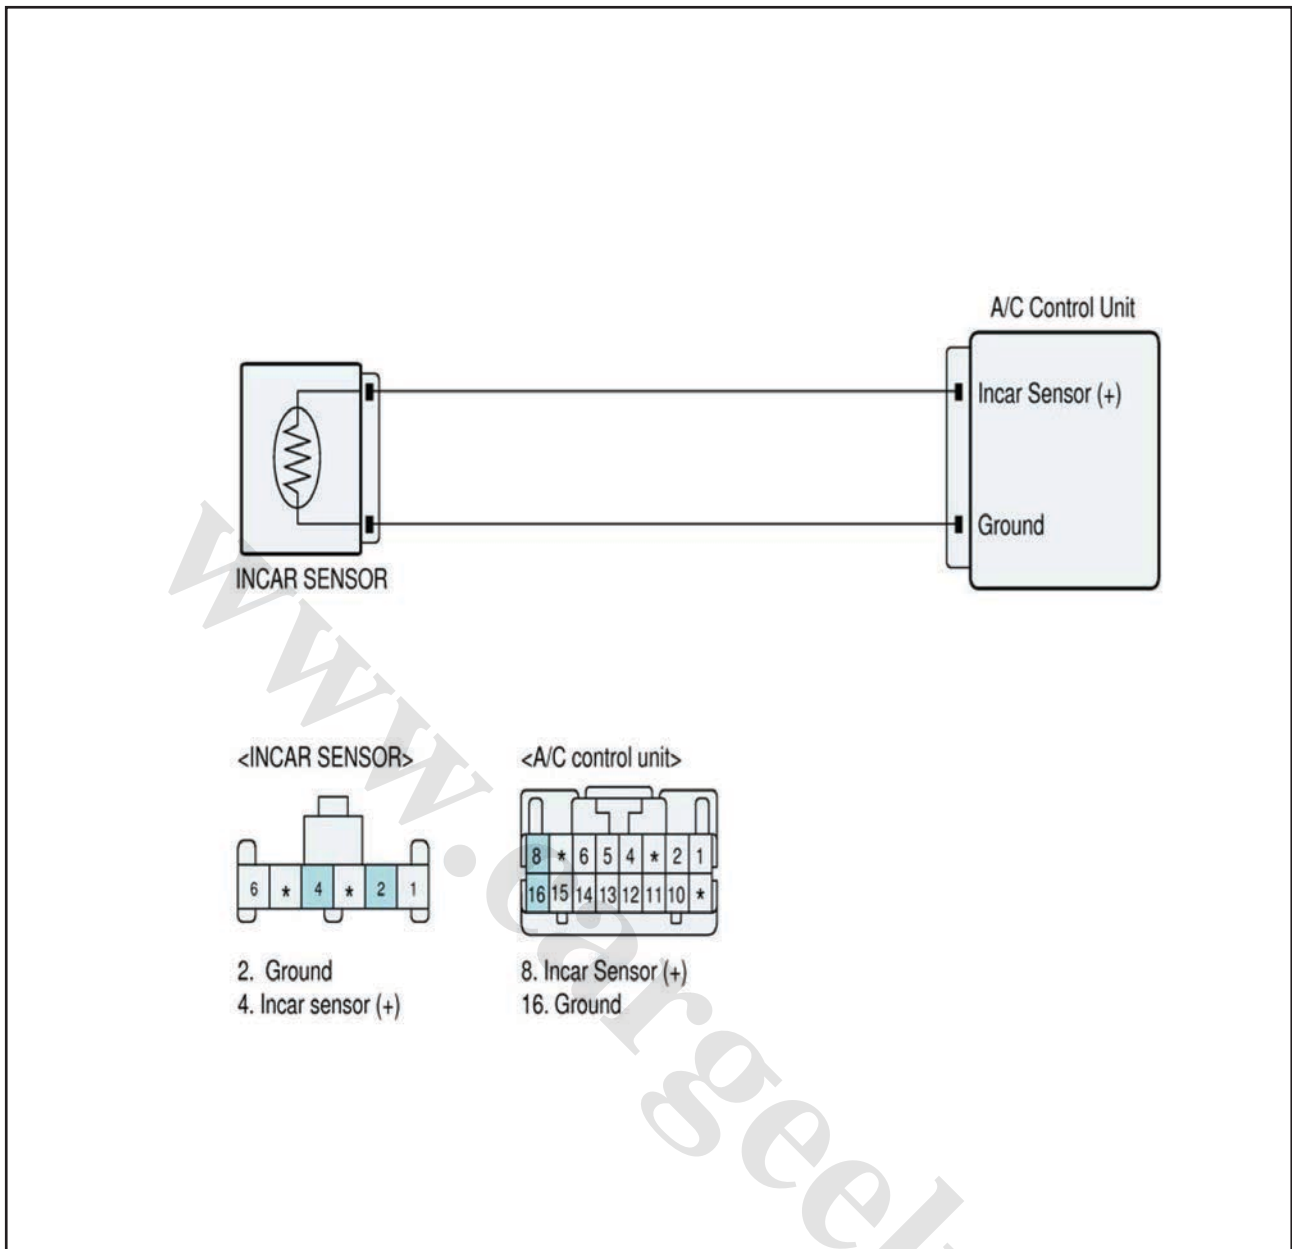 A/C Control Unit
Incar Sensor (+)
Ground
INCAR SENSOR
<INCAR SENSOR>
6 * 4 * 2 1
2. Ground
4. Incar sensor (+)
<A/C control unit>
8 * 6 5 4 * 2 1
16 15 14 13 12 11 10 *
8. Incar Sensor (+)
16. Ground